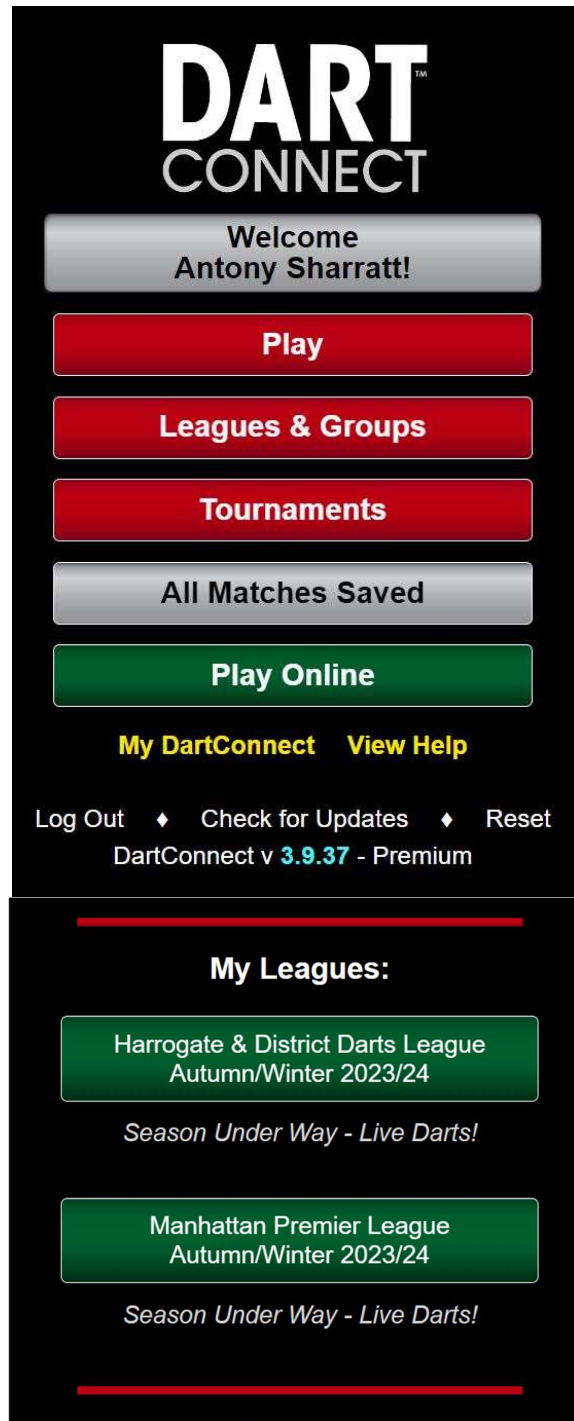 DART™
CONNECT
Welcome
Antony Sharratt!
Play
Leagues & Groups
Tournaments
All Matches Saved
Play Online
My DartConnect View Help
Log Out ♦ Check for Updates ♦ Reset
DartConnect v 3.9.37 - Premium
My Leagues:
Harrogate & District Darts League
Autumn/Winter 2023/24
Season Under Way - Live Darts!
Manhattan Premier League
Autumn/Winter 2023/24
Season Under Way - Live Darts!